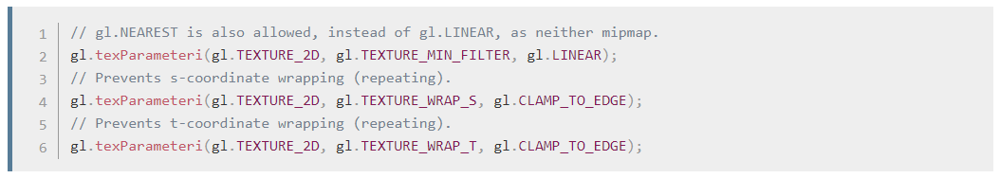 1 // gl.NEAREST is also allowed, instead of gl.LINEAR, as neither mipmap.
2 gl.texParameteri(gl.TEXTURE_2D, gl.TEXTURE_MIN_FILTER, gl.LINEAR);
3 // Prevents s-coordinate wrapping (repeating).
4 gl.texParameteri(gl.TEXTURE_2D, gl.TEXTURE_WRAP_S, gl.CLAMP_TO_EDGE);
5 // Prevents t-coordinate wrapping (repeating).
6 gl.texParameteri(gl.TEXTURE_2D, gl.TEXTURE_WRAP_T, gl.CLAMP_TO_EDGE);